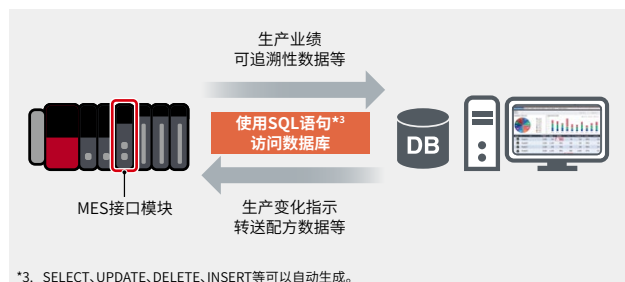 生产业绩
可追溯性数据等
使用SQL语句*3
访问数据库
DB
MES接口模块
生产变化指示
转送配方数据等
*3. SELECT、UPDATE、DELETE、INSERT等可以自动生成。